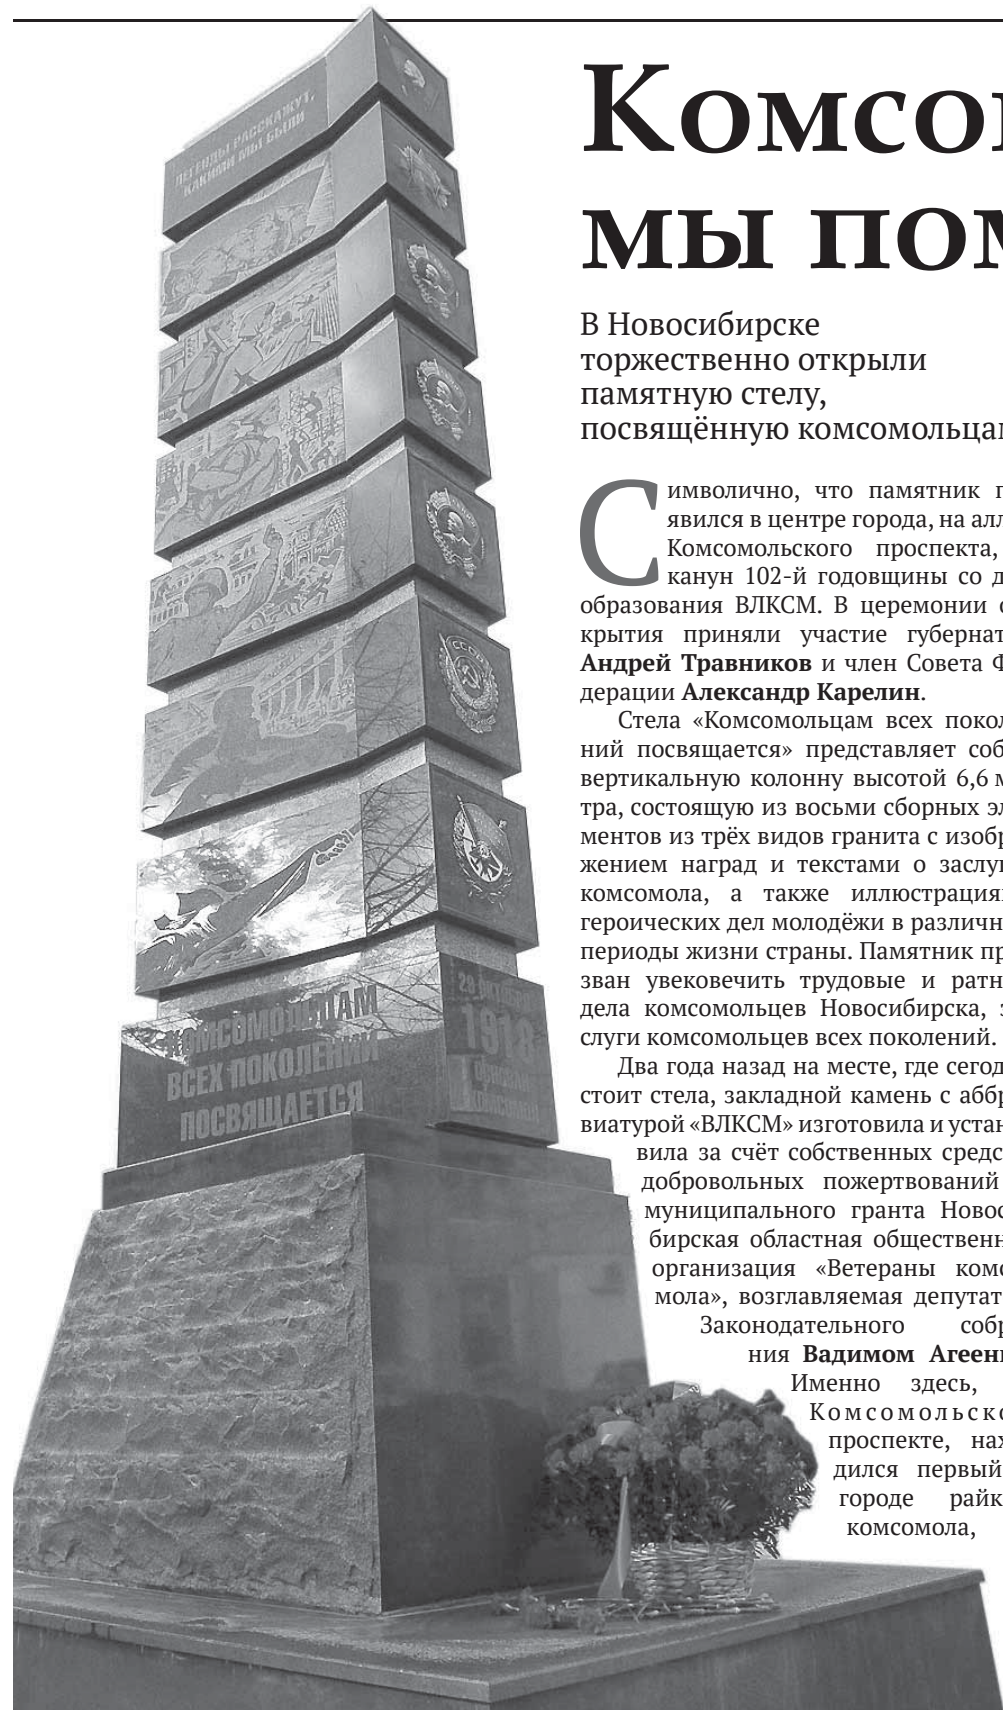 Комсо
мы по
В Новосибирске
торжественно открыли
памятную стелу,
посвящённую комсомольца
Символично, что памятник п
явился в центре города, на алл
Комсомольского проспекта,
канун 102-й годовщины со д
образования ВЛКСМ. В церемонии о
крытия приняли участие губернат
Андрей Травников и член Совета Ф
дерации Александр Карелин.
Стела «Комсомольцам всех покол
ний посвящается» представляет соб
вертикальную колонну высотой 6,6 м
тра, состоящую из восьми сборных эл
ментов из трёх видов гранита с изобр
жением наград и текстами о заслу
комсомола, а также иллюстрация
героических дел молодёжи в различн
периоды жизни страны. Памятник пр
зван увековечить трудовые и ратн
дела комсомольцев Новосибирска, з
слуги комсомольцев всех поколений.
Два года назад на месте, где сегод
стоит стела, закладной камень с аббр
виатурой «ВЛКСМ» изготовила и устан
вила за счёт собственных средс
добровольных пожертвований
муниципального гранта Новос
бирская областная общественн
организация «Ветераны комс
мола», возглавляемая депутат
Законодательного собр
ния Вадимом Агеен
Именно здесь,
Комсомольско
проспекте, нах
дился первый
городе райк
комсомола,
ЛЕГЕНДЫ РАССКАЖУТ,
КАКИМИ МЫ БЫЛИ
СССР
КОМСОМОЛЬЦАМ
ВСЕХ ПОКОЛЕНИЙ
ПОСВЯЩАЕТСЯ
29 ОКТЯБРЯ
1918
ОБРАЗОВАН
КОМСОМОЛ